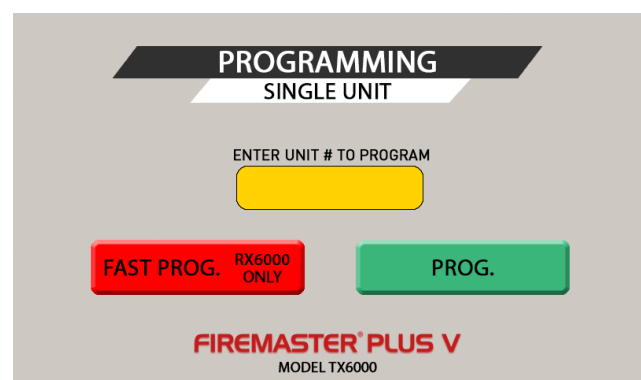 PROGRAMMING
SINGLE UNIT
ENTER UNIT # TO PROGRAM
FAST PROG. RX6000 ONLY
PROG.
FIREMASTER® PLUS V
MODEL TX6000